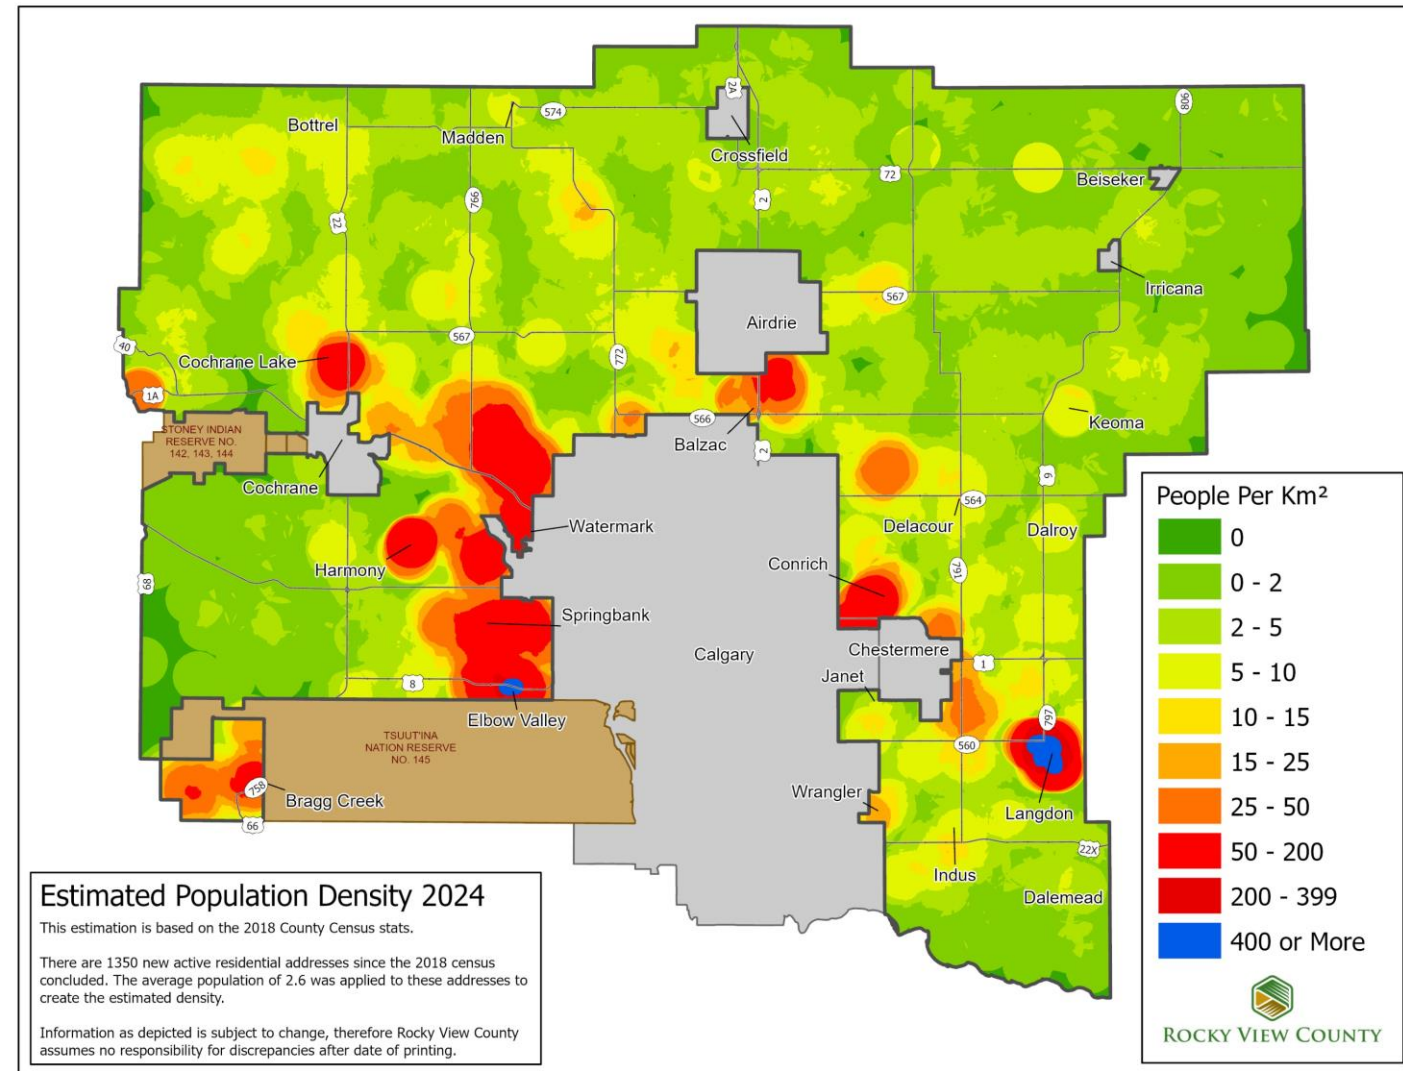 2A
806
574
Bottrel
Madden
Crossfield
72
Beiseker
766
2
22
Irricana
567
Airdrie
567
40
Cochrane Lake
772
1A
566
Keoma
Balzac
STONEY INDIAN
RESERVE NO.
142, 143, 144
2
Cochrane
9
564
Watermark
Delacour
Dalroy
Harmony
Conrich
791
68
Springbank
Calgary
Chestermere
1
Janet
8
Elbow Valley
797
TSUUT'INA
NATION RESERVE
NO. 145
560
758
Bragg Creek
Wrangler
Langdon
66
22X
Indus
Dalemead
People Per Km²
0
0 - 2
2 - 5
5 - 10
10 - 15
15 - 25
25 - 50
50 - 200
200 - 399
400 or More
ROCKY VIEW COUNTY
Estimated Population Density 2024
This estimation is based on the 2018 County Census stats.
There are 1350 new active residential addresses since the 2018 census
concluded. The average population of 2.6 was applied to these addresses to
create the estimated density.
Information as depicted is subject to change, therefore Rocky View County
assumes no responsibility for discrepancies after date of printing.